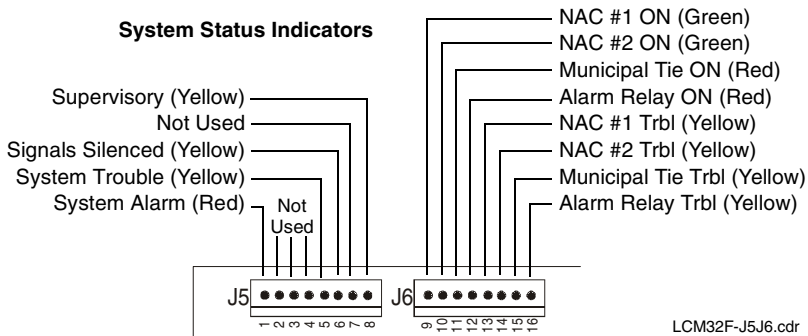 System Status Indicators
Supervisory (Yellow)
Not Used
Signals Silenced (Yellow)
System Trouble (Yellow)
System Alarm (Red)
Not
Used
NAC #1 ON (Green)
NAC #2 ON (Green)
Municipal Tie ON (Red)
Alarm Relay ON (Red)
NAC #1 Trbl (Yellow)
NAC #2 Trbl (Yellow)
Municipal Tie Trbl (Yellow)
Alarm Relay Trbl (Yellow)
J5
1 2 3 4 5 6 7 8
J6
9 10 11 12 13 14 15 16
LCM32F-J5J6.cdr